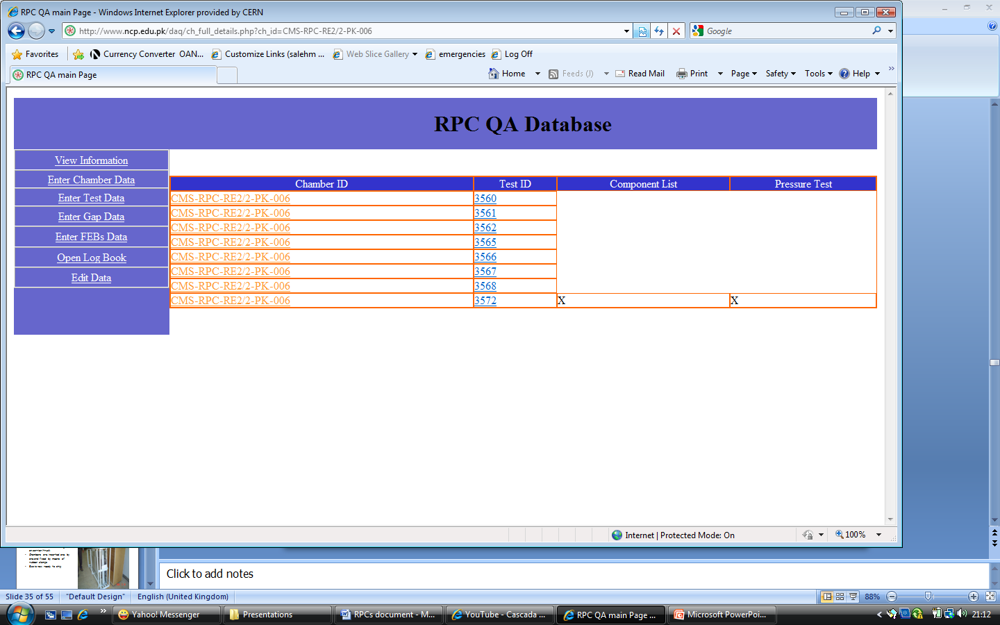 RPC QA main Page - Windows Internet Explorer provided by CERN
http://www.ncp.edu.pk/daq/ch_full_details.php?ch_id=CMS-RPC-RE2/2-PK-006
Google
Favorites
Currency Converter OAN...
Customize Links (salehm ...
Web Slice Gallery
emergencies
Log Off
RPC QA main Page
Home
Feeds (J)
Read Mail
Print
Page
Safety
Tools
Help
RPC QA Database
View Information
Enter Chamber Data
Enter Test Data
Enter Gap Data
Enter FEBs Data
Open Log Book
Edit Data
Chamber ID Test ID Component List Pressure Test
CMS-RPC-RE2/2-PK-006 3560
CMS-RPC-RE2/2-PK-006 3561
CMS-RPC-RE2/2-PK-006 3562
CMS-RPC-RE2/2-PK-006 3565
CMS-RPC-RE2/2-PK-006 3566
CMS-RPC-RE2/2-PK-006 3567
CMS-RPC-RE2/2-PK-006 3568
CMS-RPC-RE2/2-PK-006 3572 X X
Internet | Protected Mode: On
100%
Click to add notes
Slide 35 of 55
"Default Design"
English (United Kingdom)
88%
Yahoo! Messenger
Presentations
RPCs document - M...
YouTube - Cascada ...
RPC QA main Page ...
Microsoft PowerPoi...
21:12